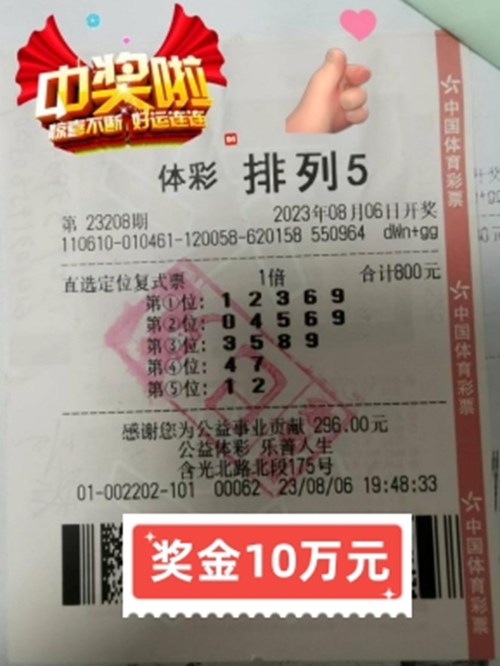 中奖啦
惊喜不断 好运连连
体彩 排列5
第 23208期 2023年08月06日开奖
110610-010461-120058-620158 550964 dWn+gg
直选定位复式票 1倍 合计800元
第①位: 1 2 3 6 9
第②位: 0 4 5 6 9
第③位: 3 5 8 9
第④位: 4 7
第⑤位: 1 2
感谢您为公益事业贡献 296.00元
公益体彩 乐善人生
含光北路北段175号
01-002202-101 00062 23/08/06 19:48:33
奖金10万元
中国体育彩票
中国体育彩票
中国体育彩票